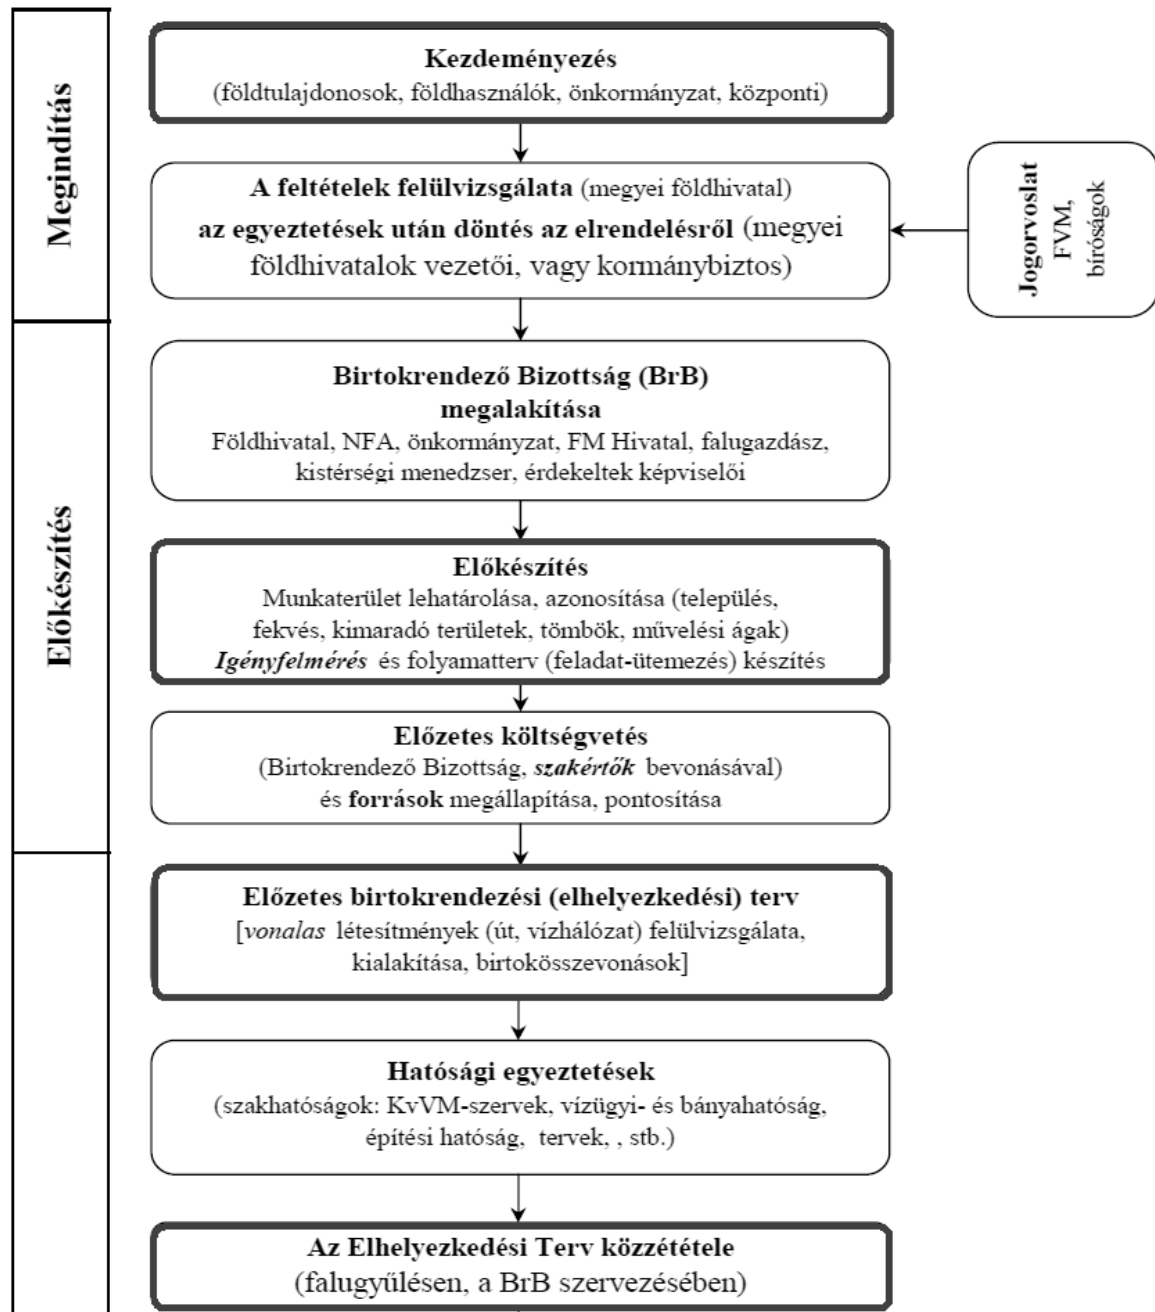 Megindítás
Kezdeményezés
(földtulajdonosok, földhasználók, önkormányzat, központi)
A feltételek felülvizsgálata (megyei földhivatal)
az egyeztetések után döntés az elrendelésről (megyei
földhivatalok vezetői, vagy kormánybiztos)
Jogorvoslat
FVM,
bíróságok
Előkészítés
Birtokrendező Bizottság (BrB)
megalakítása
Földhivatal, NFA, önkormányzat, FM Hivatal, falugazdász,
kistérségi menedzser, érdekeltek képviselői
Előkészítés
Munkaterület lehatárolása, azonosítása (település,
fekvés, kimaradó területek, tömbök, művelési ágak)
Igényfelmérés és folyamatterv (feladat-ütemezés) készítés
Előzetes költségvetés
(Birtokrendező Bizottság, szakértők bevonásával)
és források megállapítása, pontosítása
Előzetes birtokrendezési (elhelyezkedési) terv
[vonalas létesítmények (út, vízhálózat) felülvizsgálata,
kialakítása, birtokösszevonások]
Hatósági egyeztetések
(szakhatóságok: KvVM-szervek, vízügyi- és bányahatóság,
építési hatóság, tervek, , stb.)
Az Elhelyezkedési Terv közzététele
(falugyűlésen, a BrB szervezésében)